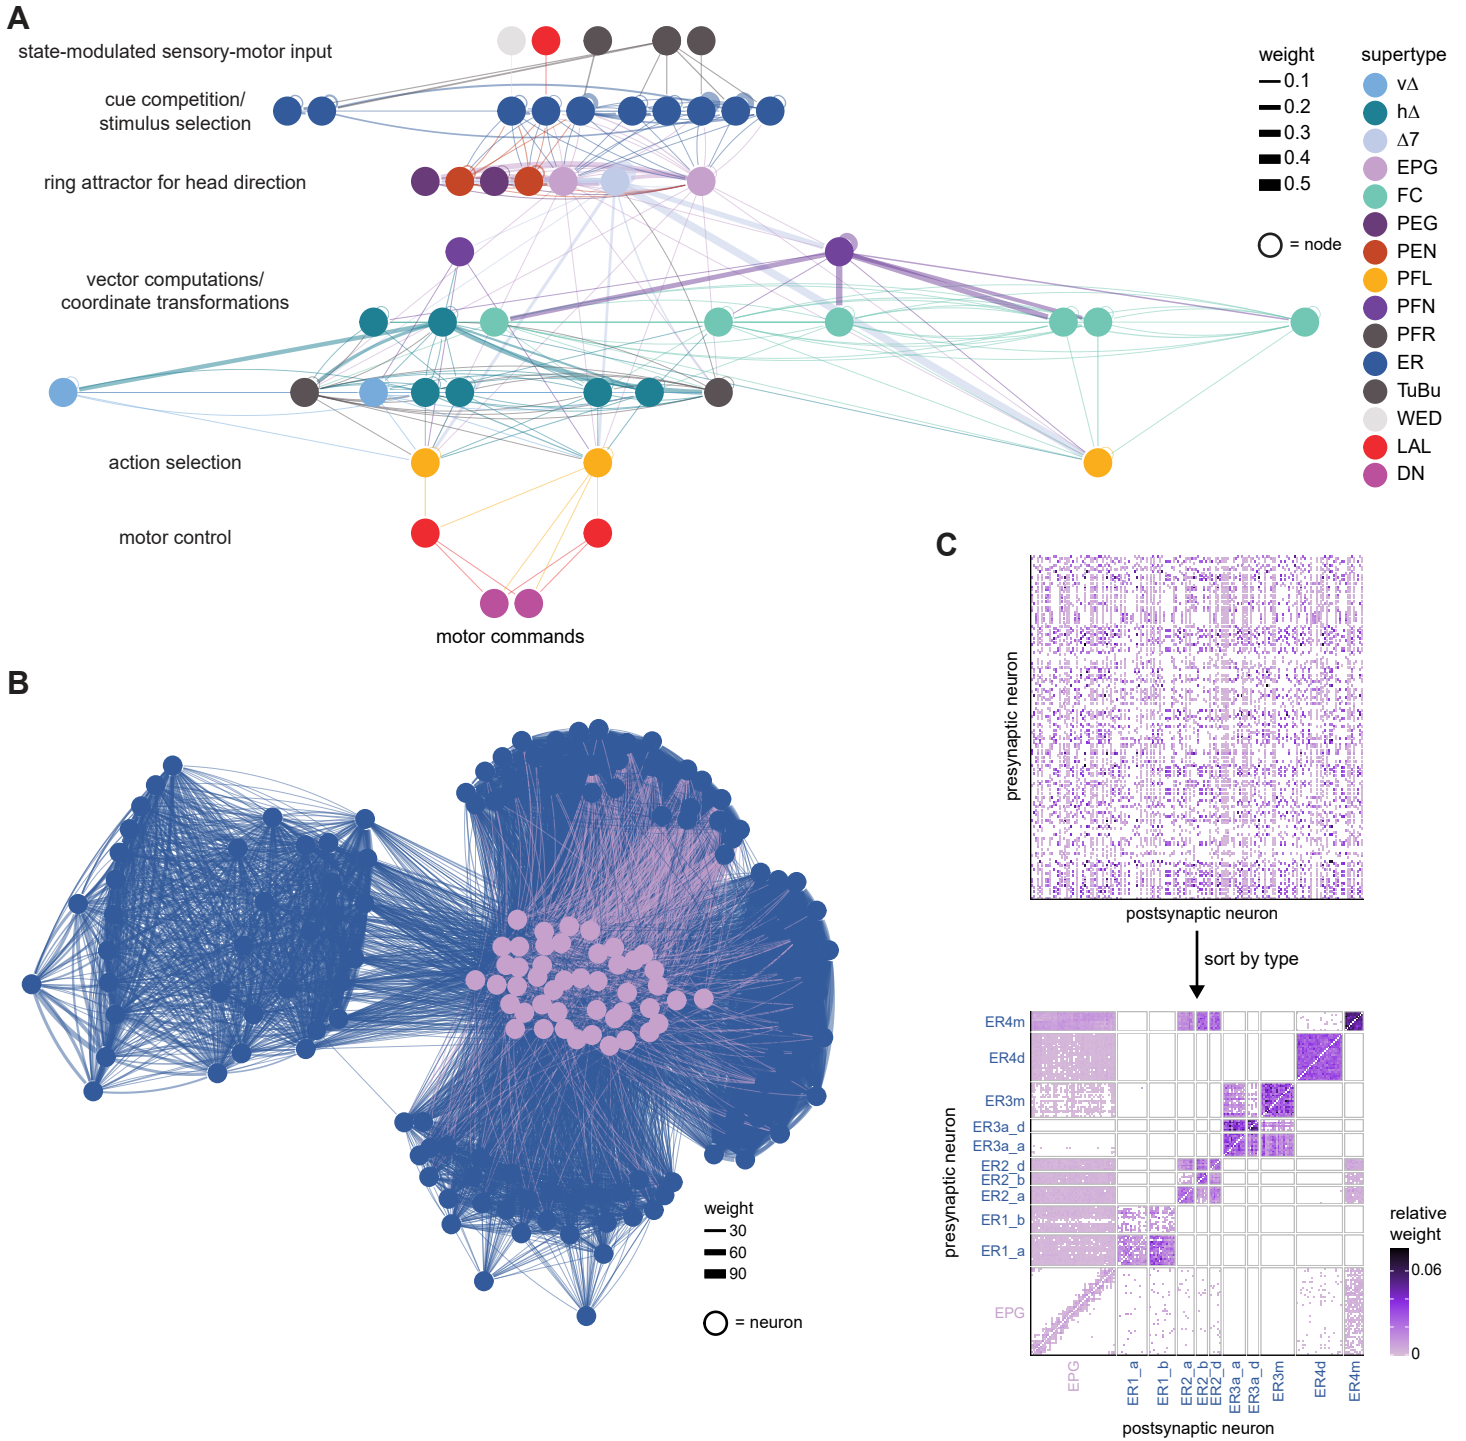 A
state-modulated sensory-motor input
cue competition/
stimulus selection
ring attractor for head direction
vector computations/
coordinate transformations
action selection
motor control
motor commands
weight
0.1
0.2
0.3
0.4
0.5
= node
supertype
vΔ
hΔ
Δ7
EPG
FC
PEG
PEN
PFL
PFN
PFR
ER
TuBu
WED
LAL
DN
B
weight
30
60
90
= neuron
C
presynaptic neuron
postsynaptic neuron
sort by type
presynaptic neuron
ER4m
ER4d
ER3m
ER3a_d
ER3a_a
ER2_d
ER2_b
ER2_a
ER1_b
ER1_a
EPG
EPG
ER1_a
ER1_b
ER2_a
ER2_b
ER2_d
ER3a_a
ER3a_d
ER3m
ER4d
ER4m
postsynaptic neuron
relative
weight
0.06
0